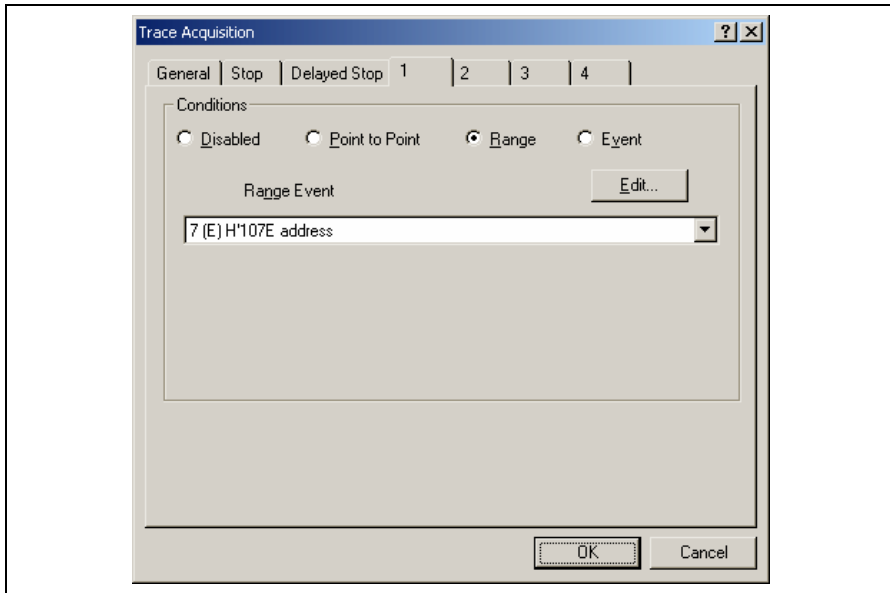 Trace Acquisition
General Stop Delayed Stop 1 2 3 4
Conditions
Disabled Point to Point Range Event
Range Event Edit...
7 (E) H'107E address
OK Cancel